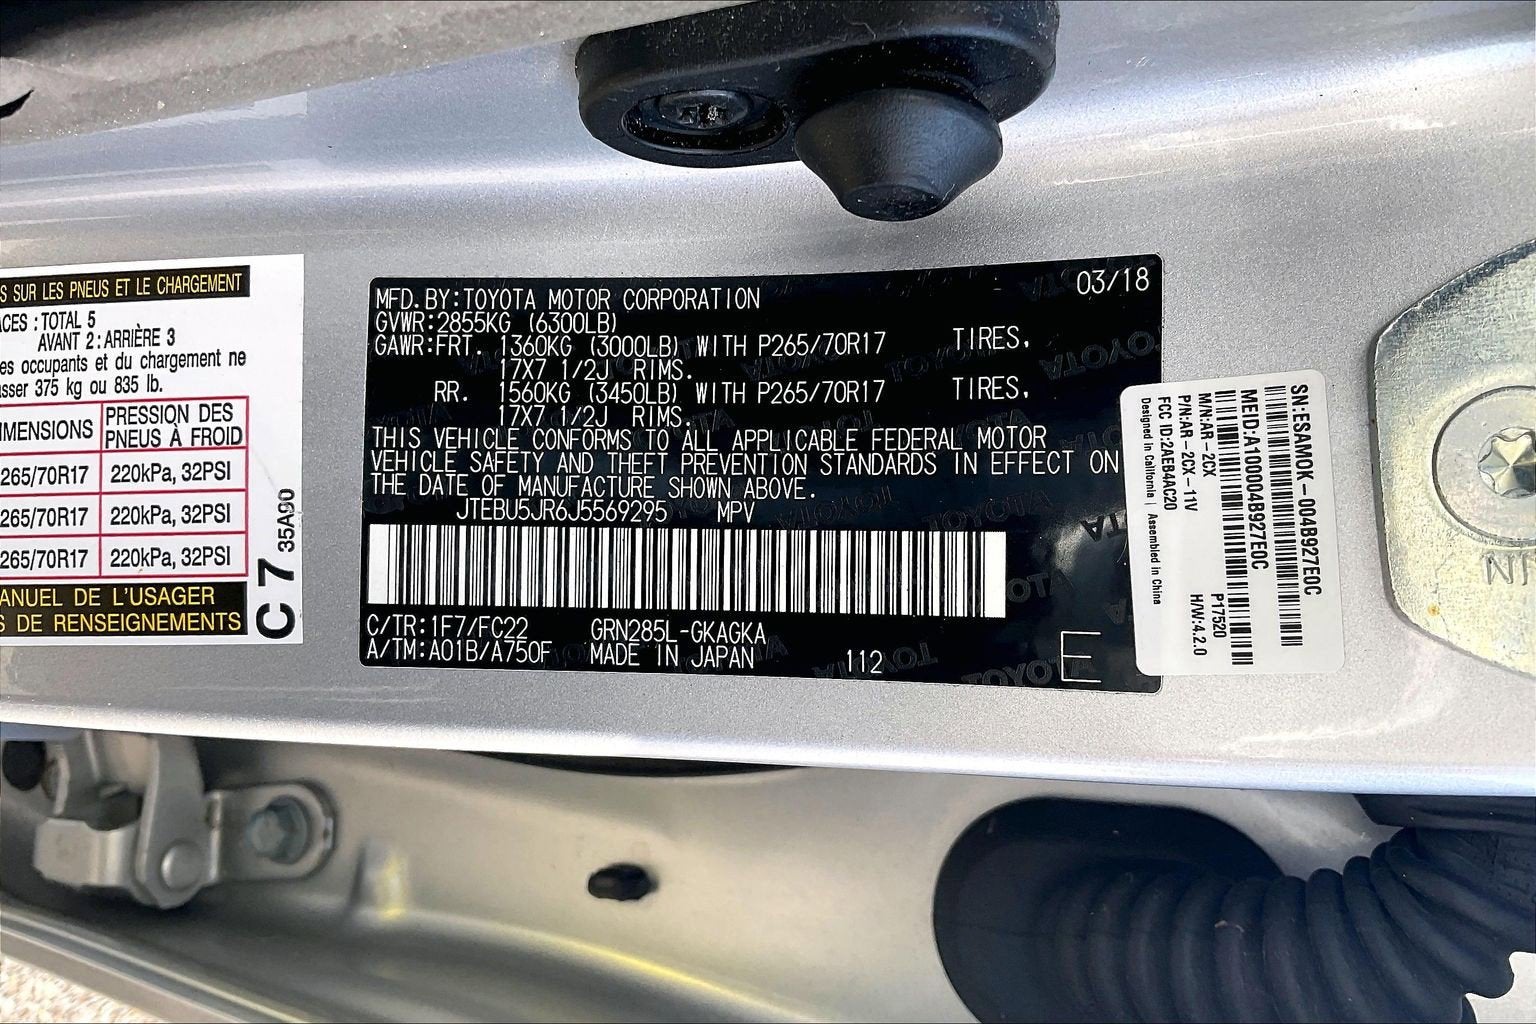 S SUR LES PNEUS ET LE CHARGEMENT
ACES : TOTAL 5
AVANT 2 : ARRIÈRE 3
es occupants et du chargement ne
asser 375 kg ou 835 lb.
IMENSIONS PRESSION DES PNEUS À FROID
265/70R17 220kPa, 32PSI
265/70R17 220kPa, 32PSI
265/70R17 220kPa, 32PSI
ANUEL DE L'USAGER
S DE RENSEIGNEMENTS
C 7 35A90
03/18
MFD. BY: TOYOTA MOTOR CORPORATION
GVWR: 2855KG (6300LB)
GAWR: FRT. 1360KG (3000LB) WITH P265/70R17 TIRES,
17X7 1/2J RIMS.
RR. 1560KG (3450LB) WITH P265/70R17 TIRES,
17X7 1/2J RIMS.
THIS VEHICLE CONFORMS TO ALL APPLICABLE FEDERAL MOTOR
VEHICLE SAFETY AND THEFT PREVENTION STANDARDS IN EFFECT ON
THE DATE OF MANUFACTURE SHOWN ABOVE.
JTEBU5JR6J5569295 MPV
C/TR: 1F7/FC22 GRN285L-GKAGKA
A/TM: A01B/A750F MADE IN JAPAN 112 E
SN:ESAMOK-004B927E0C
MEID:A100004B927E0C
M/N:AR-2CX
P/N:AR-2CX-11V
FCC ID:2AEB4AC20
Designed in California | Assembled in China
P17520
H/W:4.2.0